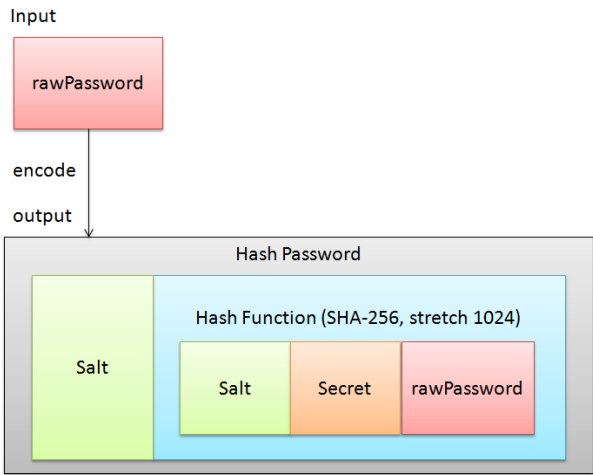 Input
rawPassword
encode
output
Hash Password
Hash Function (SHA-256, stretch 1024)
Salt
Salt
Secret
rawPassword